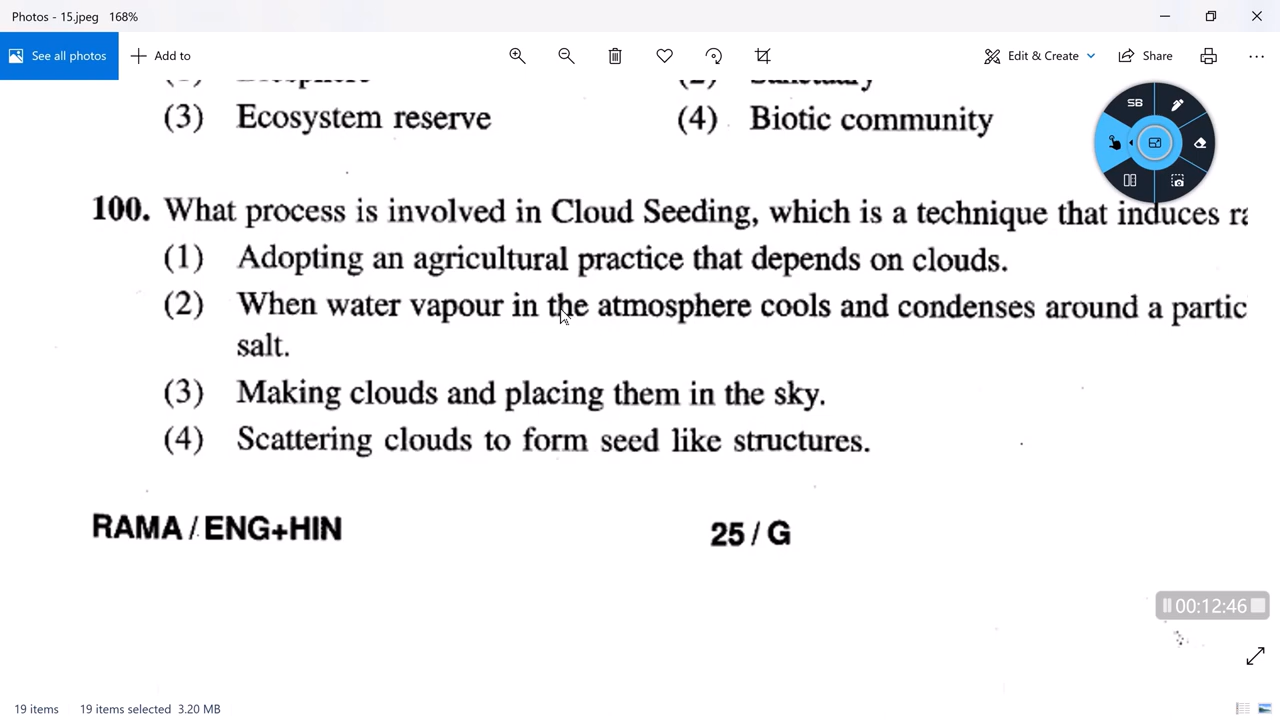 Photos - 15.jpeg 168%
See all photos Add to Edit & Create Share
(3) Ecosystem reserve (4) Biotic community
SB
100. What process is involved in Cloud Seeding, which is a technique that induces
(1) Adopting an agricultural practice that depends on clouds.
(2) When water vapour in the atmosphere cools and condenses around a partic
salt.
(3) Making clouds and placing them in the sky.
(4) Scattering clouds to form seed like structures.
RAMA / ENG+HIN 25 / G
00:12:46
19 items 19 items selected 3.20 MB